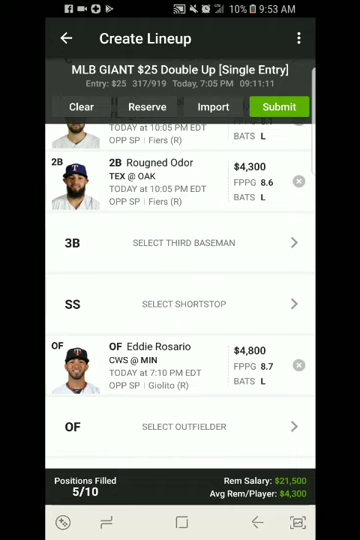 10% 9:53 AM
Create Lineup
MLB GIANT $25 Double Up [Single Entry]
Entry: $25 317/919 Today, 7:05 PM 09:11:11
Clear Reserve Import Submit
TODAY at 10:05 PM EDT
OPP SP | Fiers (R)
BATS L
2B
2B Rougned Odor
TEX @ OAK
TODAY at 10:05 PM EDT
OPP SP | Fiers (R)
$4,300
FPPG 8.6
BATS L
3B SELECT THIRD BASEMAN
SS SELECT SHORTSTOP
OF
OF Eddie Rosario
CWS @ MIN
TODAY at 7:10 PM EDT
OPP SP | Giolito (R)
$4,800
FPPG 8.7
BATS L
OF SELECT OUTFIELDER
Positions Filled
5/10
Rem Salary: $21,500
Avg Rem/Player: $4,300